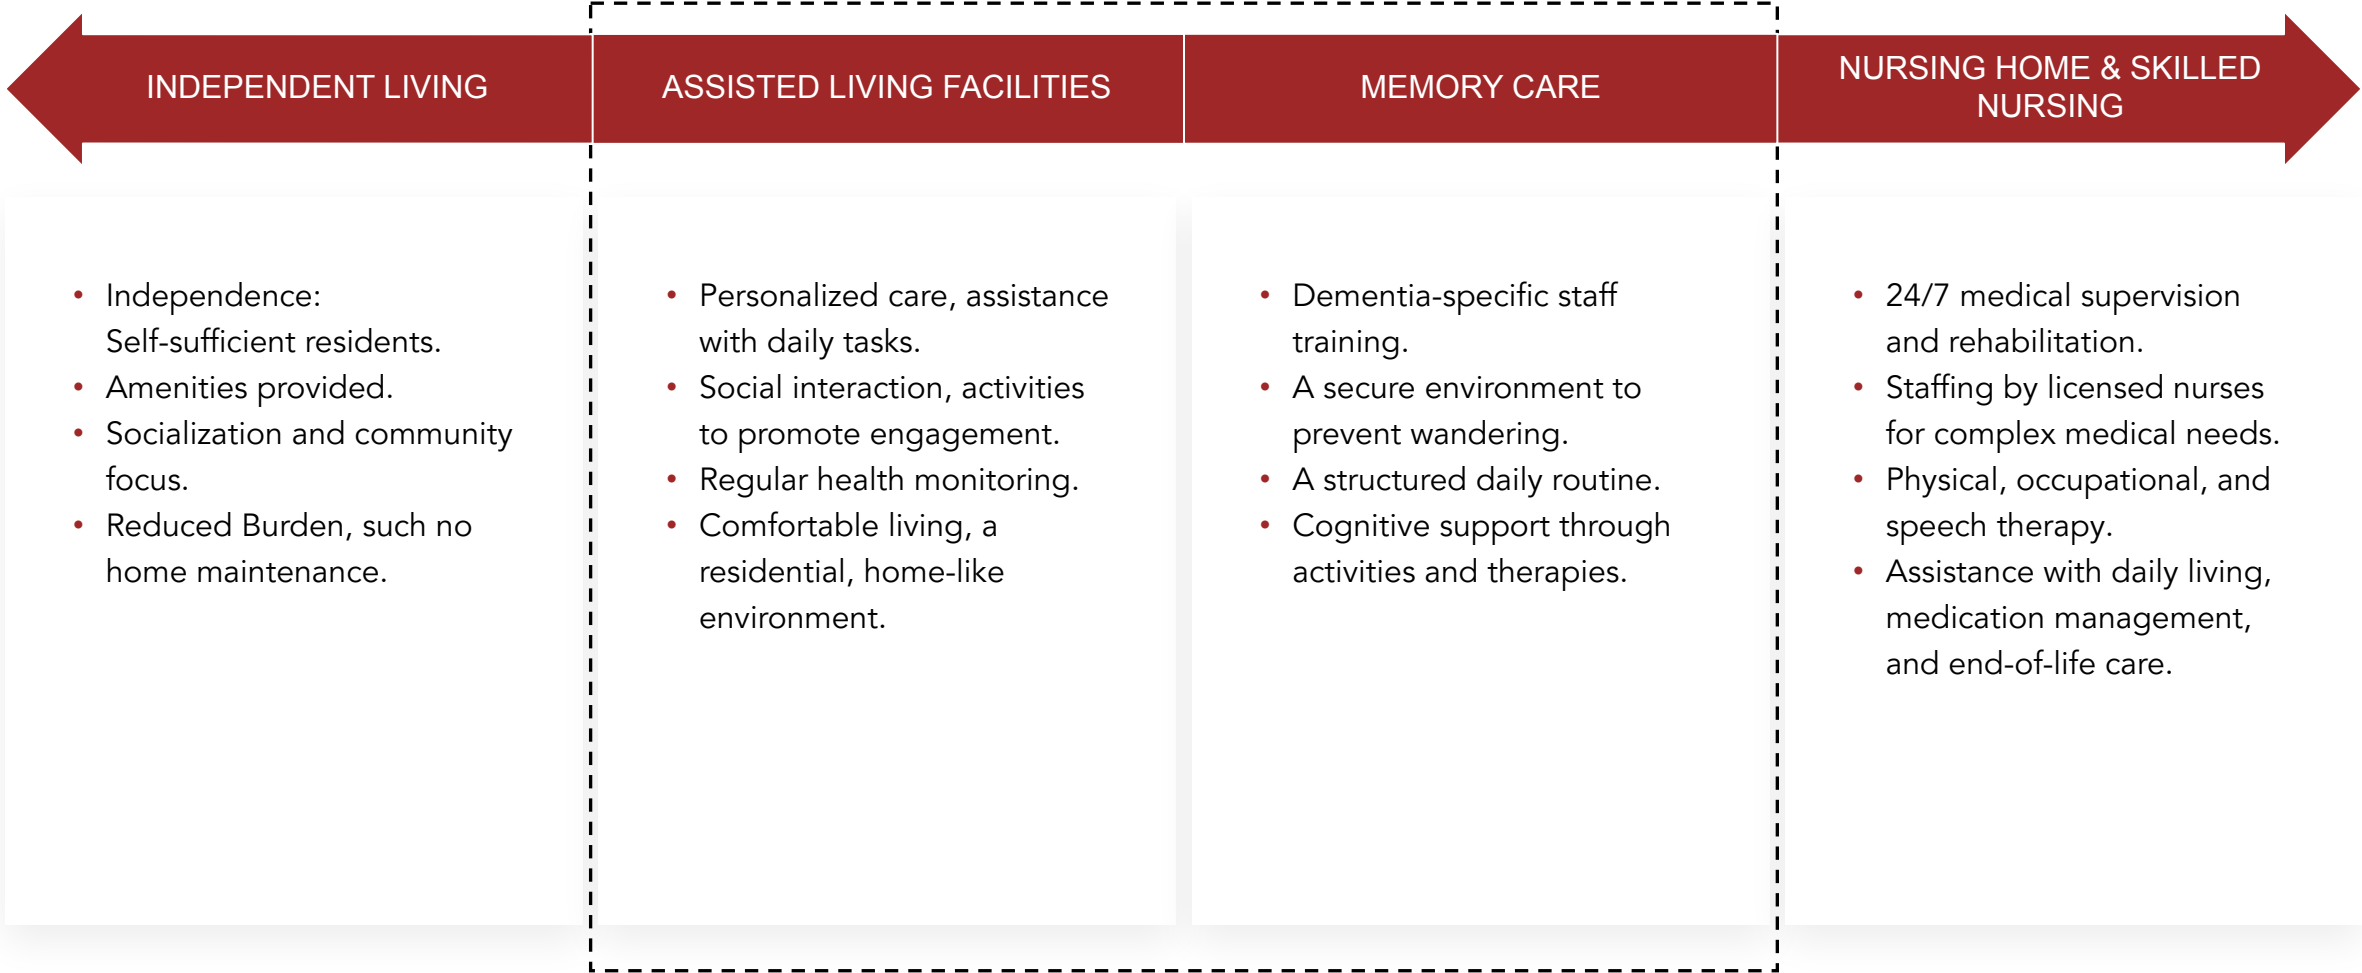 INDEPENDENT LIVING
ASSISTED LIVING FACILITIES
MEMORY CARE
NURSING HOME & SKILLED
NURSING
• Independence:
Self-sufficient residents.
• Amenities provided.
• Socialization and community
focus.
• Reduced Burden, such no
home maintenance.
• Personalized care, assistance
with daily tasks.
• Social interaction, activities
to promote engagement.
• Regular health monitoring.
• Comfortable living, a
residential, home-like
environment.
• Dementia-specific staff
training.
• A secure environment to
prevent wandering.
• A structured daily routine.
• Cognitive support through
activities and therapies.
• 24/7 medical supervision
and rehabilitation.
• Staffing by licensed nurses
for complex medical needs.
• Physical, occupational, and
speech therapy.
• Assistance with daily living,
medication management,
and end-of-life care.